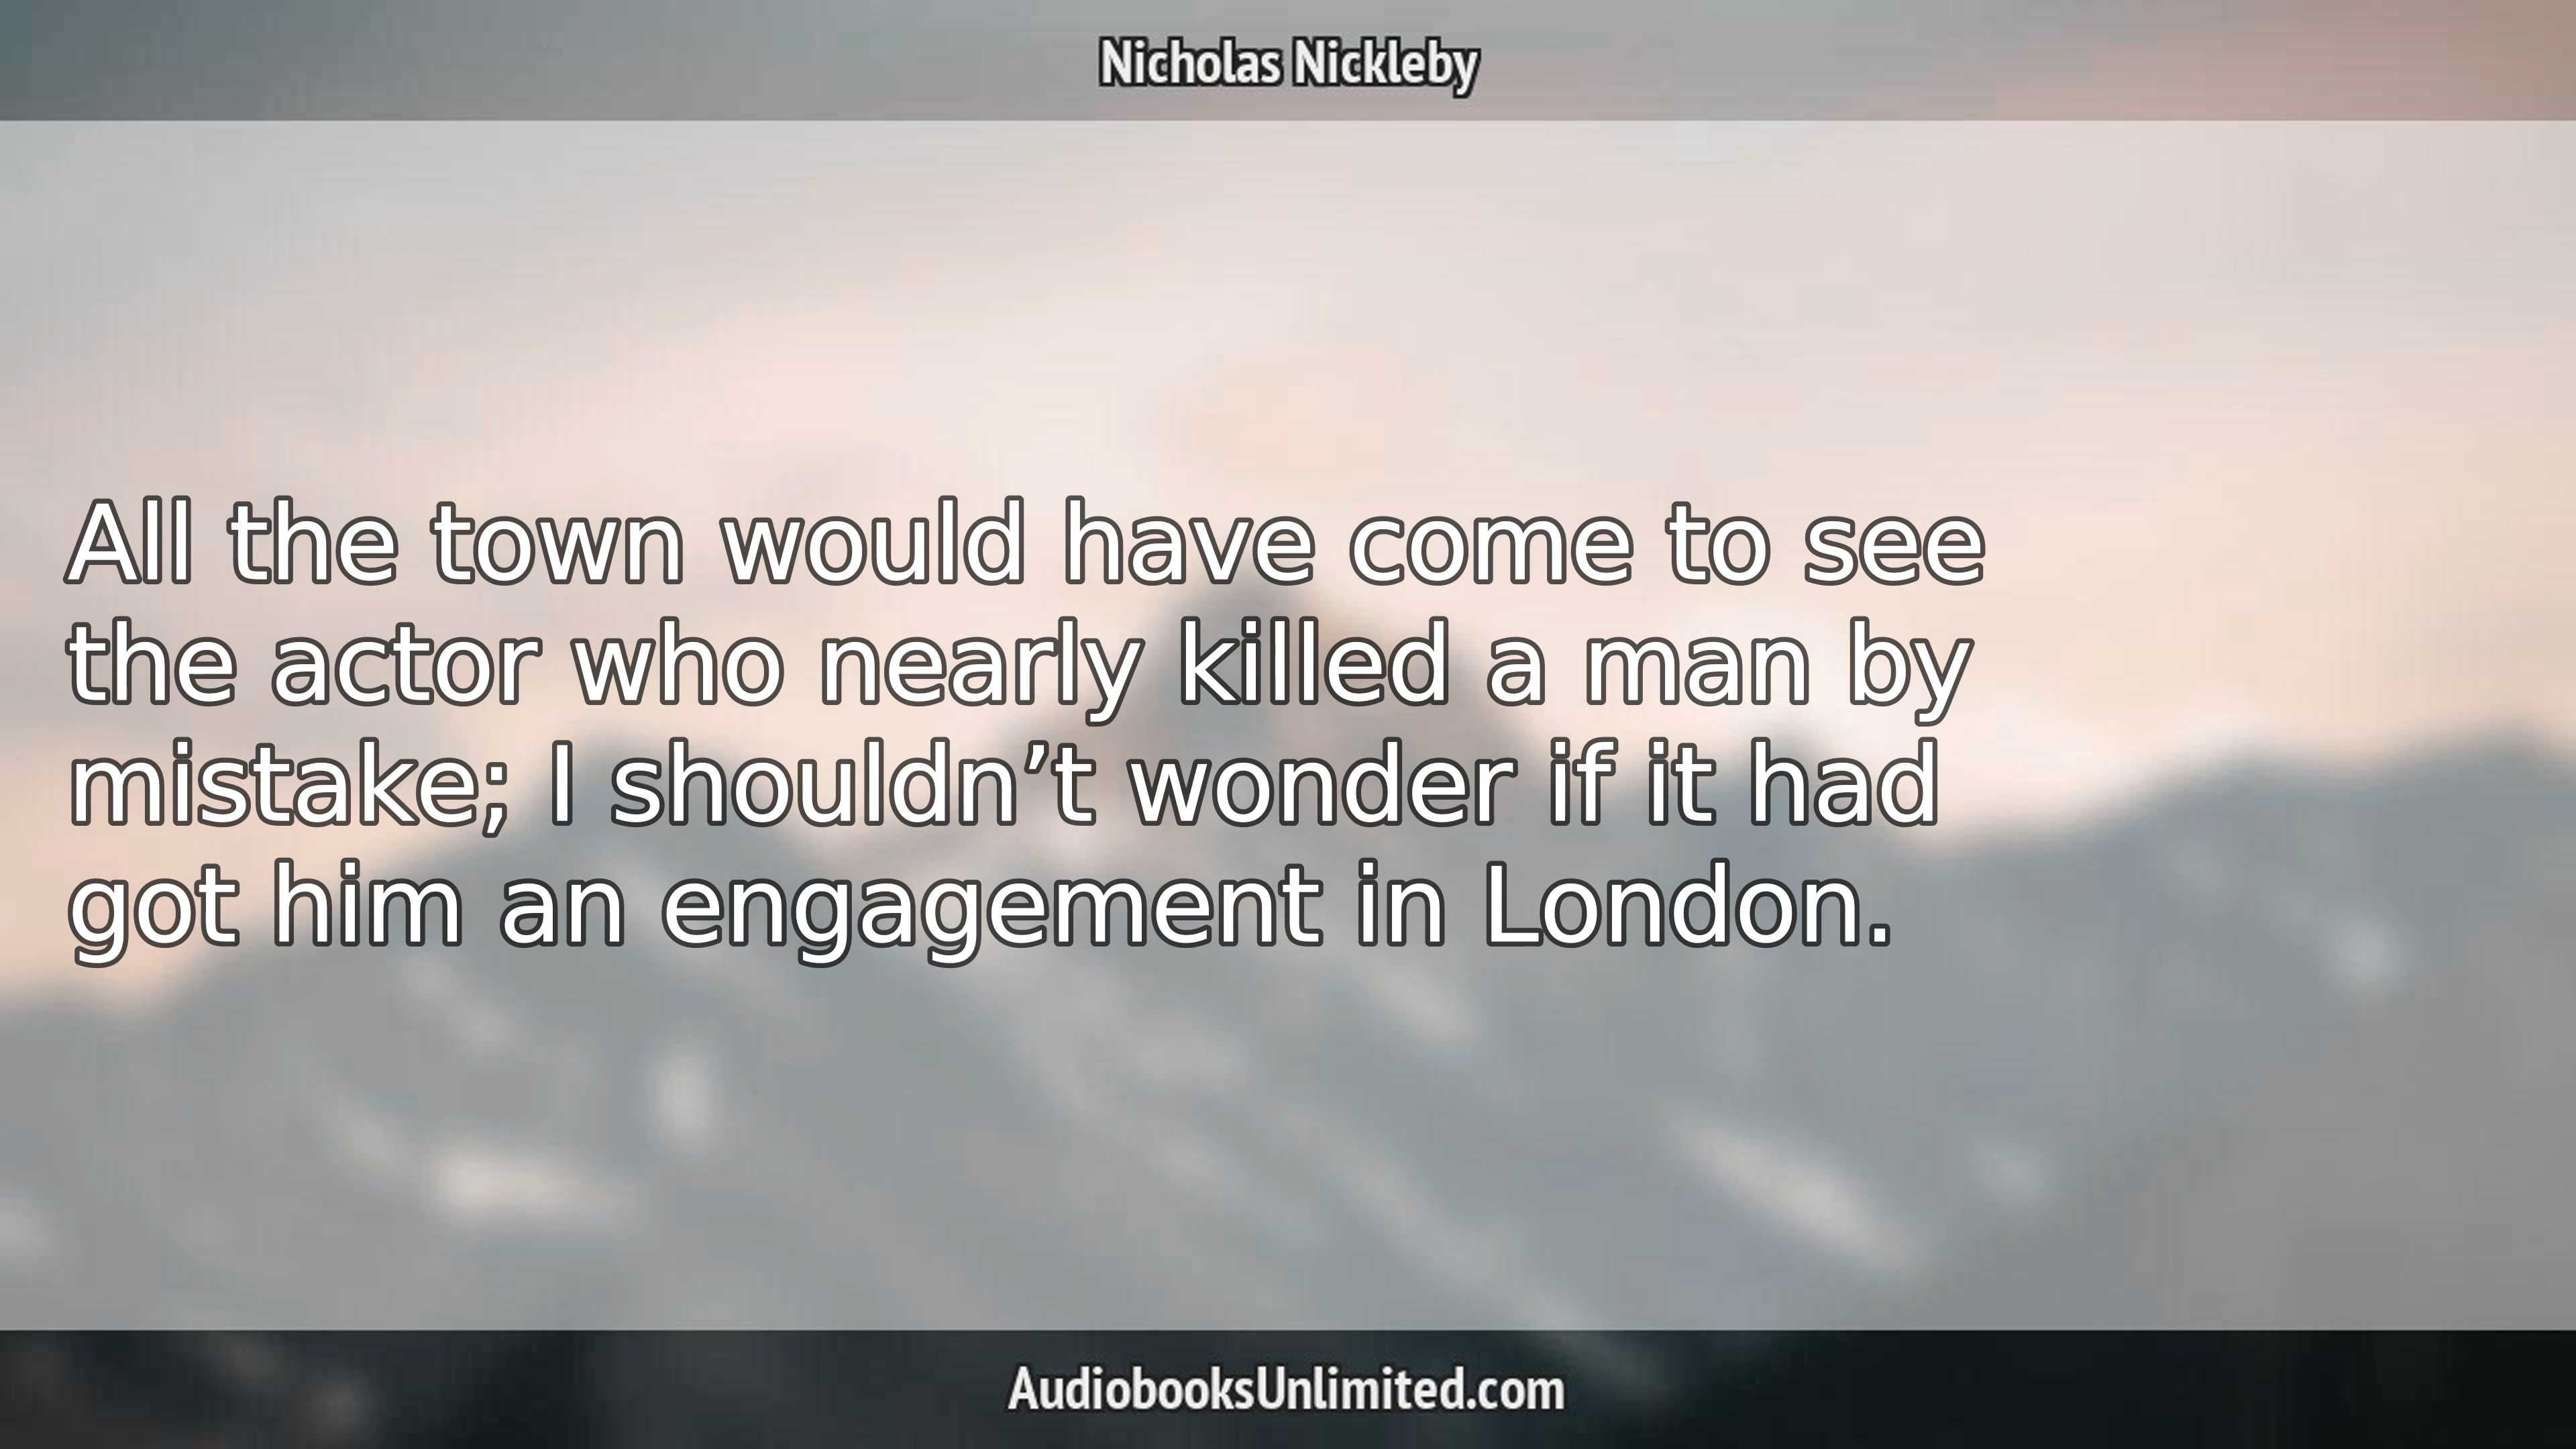 Nicholas Nickleby
All the town would have come to see
the actor who nearly killed a man by
mistake; I shouldn’t wonder if it had
got him an engagement in London.
AudiobooksUnlimited.com